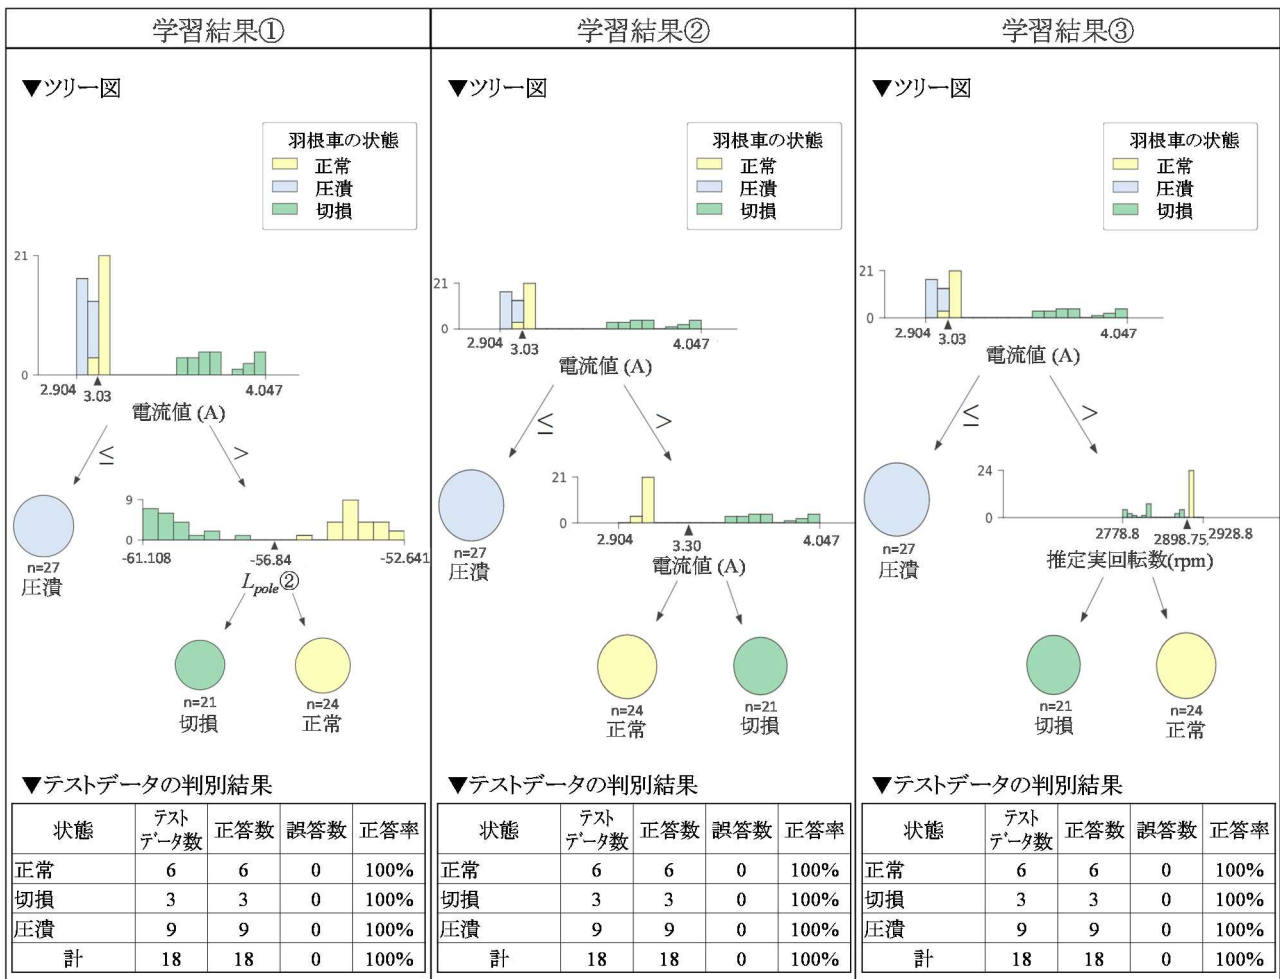 学習結果①
▼ツリー図
羽根車の状態
正常
圧潰
切損
21
0
2.904
3.03
4.047
電流値 (A)
≤
>
n=27
圧潰
9
0
-61.108
-56.84
-52.641
Lpole②
n=21
切損
n=24
正常
▼テストデータの判別結果
状態 テストデータ数 正答数 誤答数 正答率
正常 6 6 0 100%
切損 3 3 0 100%
圧潰 9 9 0 100%
計 18 18 0 100%
学習結果②
▼ツリー図
羽根車の状態
正常
圧潰
切損
21
0
2.904
3.03
4.047
電流値 (A)
≤
>
n=27
圧潰
21
0
2.904
3.30
4.047
電流値 (A)
n=24
正常
n=21
切損
▼テストデータの判別結果
状態 テストデータ数 正答数 誤答数 正答率
正常 6 6 0 100%
切損 3 3 0 100%
圧潰 9 9 0 100%
計 18 18 0 100%
学習結果③
▼ツリー図
羽根車の状態
正常
圧潰
切損
21
0
2.904
3.03
4.047
電流値 (A)
≤
>
n=27
圧潰
24
0
2778.8
2898.75
2928.8
推定実回転数(rpm)
n=21
切損
n=24
正常
▼テストデータの判別結果
状態 テストデータ数 正答数 誤答数 正答率
正常 6 6 0 100%
切損 3 3 0 100%
圧潰 9 9 0 100%
計 18 18 0 100%